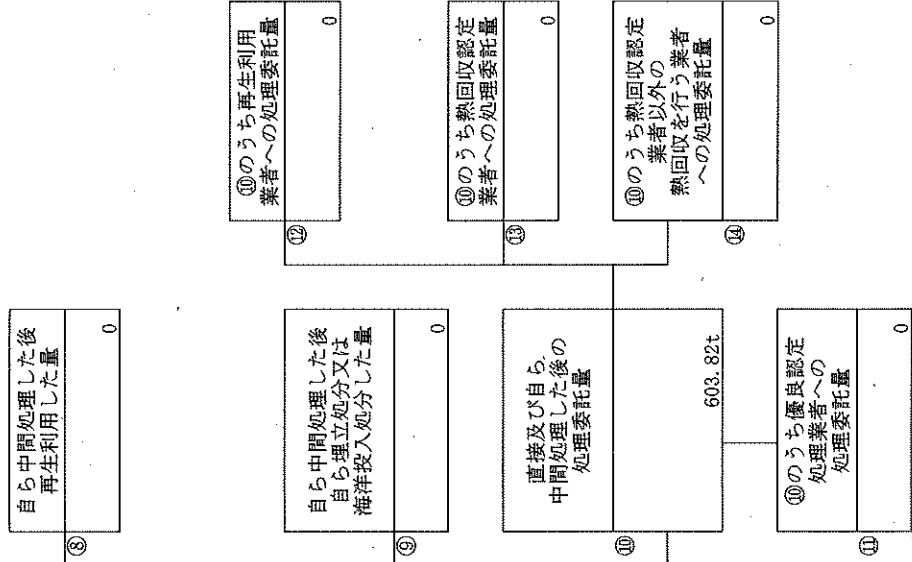 ⑧
自ら中間処理した後
再生利用した量
0
⑨
自ら中間処理した後
自ら埋立処分又は
海洋投入処分した量
0
⑩
直接及び自ら
中間処理した後の
処理委託量
603.82t
⑪
⑩のうち優良認定
処理業者への
処理委託量
0
⑫
⑩のうち再生利用
業者への処理委託量
0
⑬
⑩のうち熱回収認定
業者への処理委託量
0
⑭
⑩のうち熱回収認定
業者以外の
熱回収を行う業者
への処理委託量
0